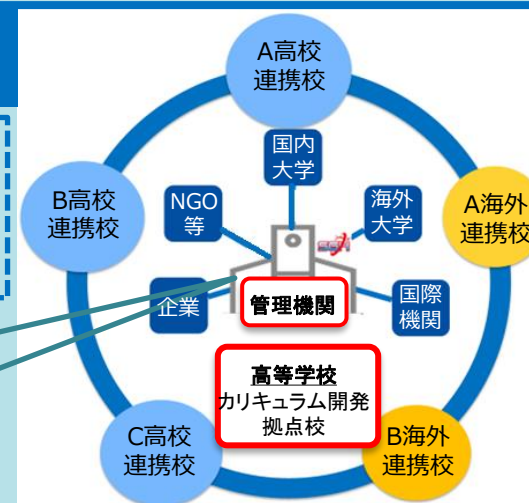 A高校
連携校
国内
大学
B高校
連携校
NGO
等
海外
大学
A海外
連携校
企業
管理機関
国際
機関
高等学校
カリキュラム開発
拠点校
C高校
連携校
B海外
連携校